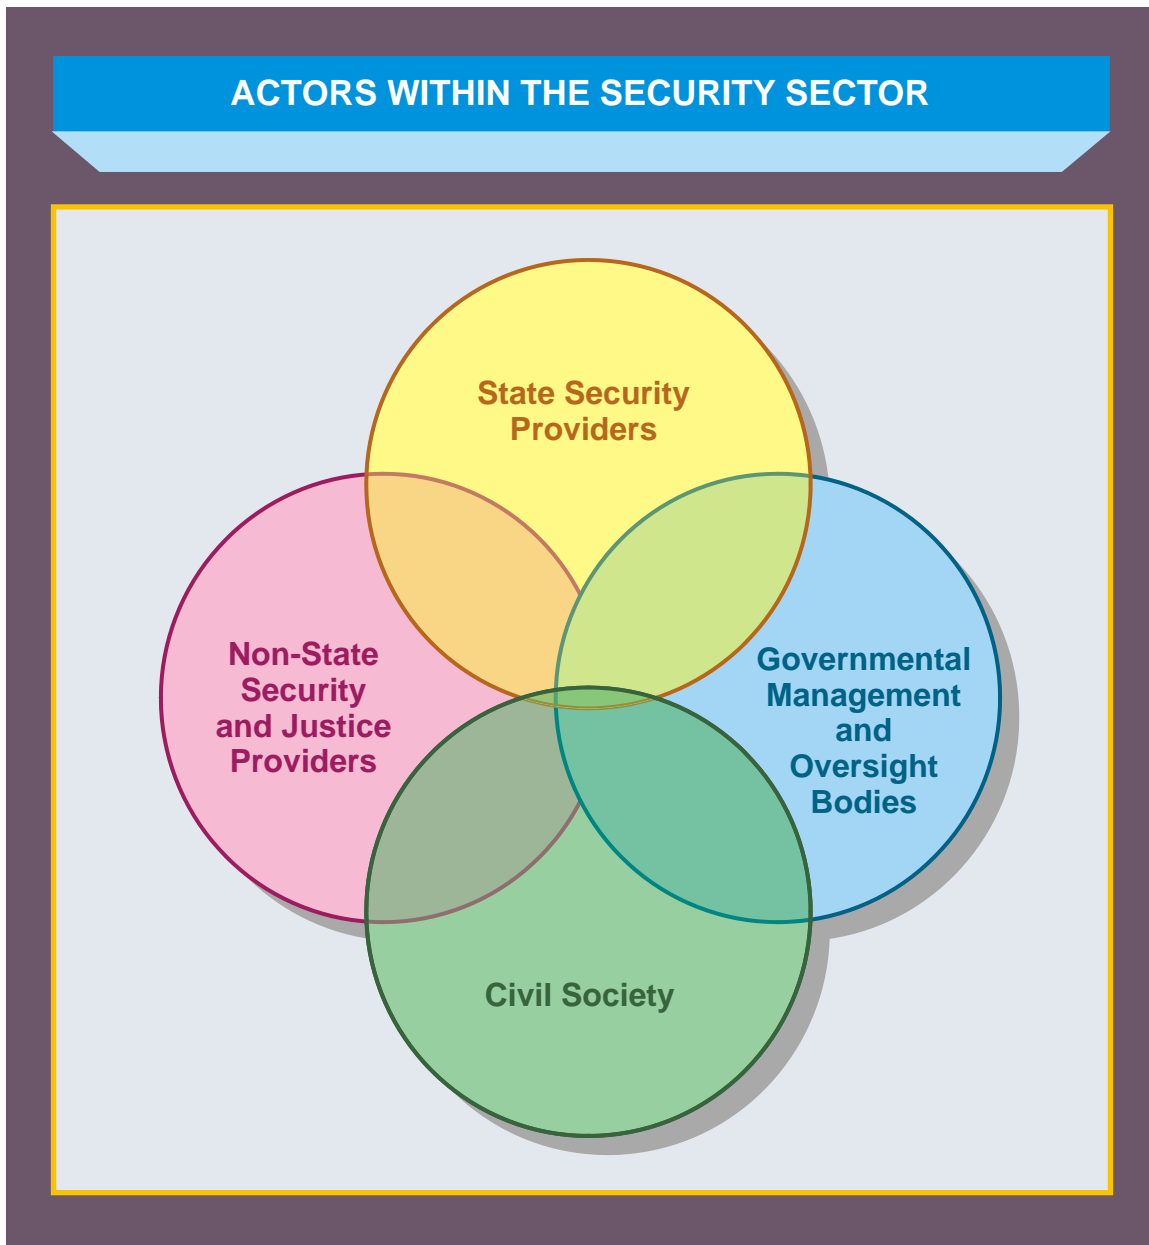 ACTORS WITHIN THE SECURITY SECTOR
State Security
Providers
Non-State
Security
and Justice
Providers
Governmental
Management
and
Oversight
Bodies
Civil Society